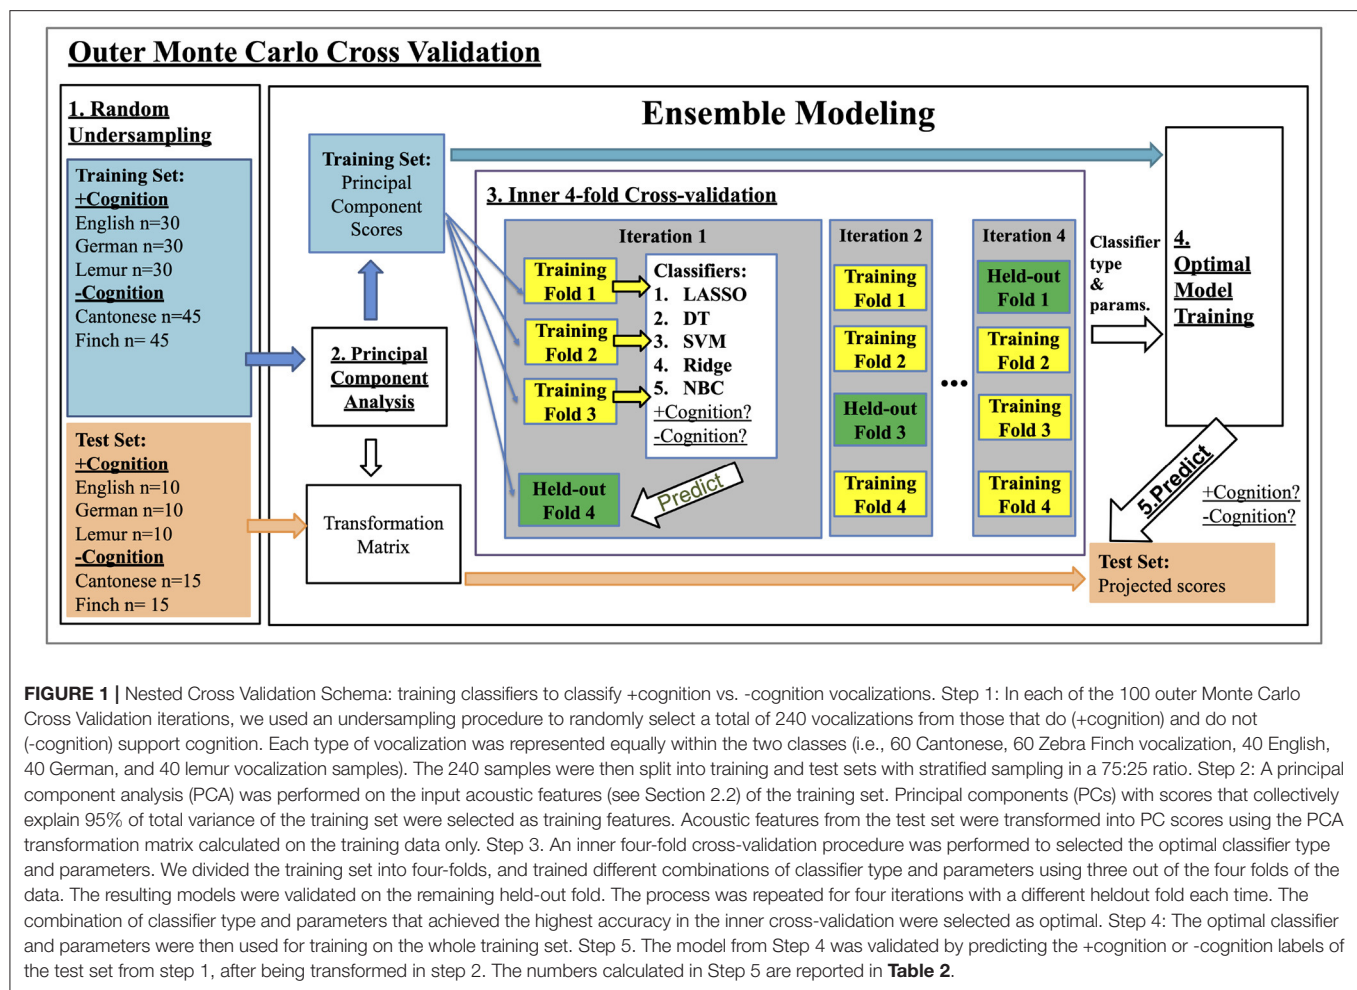 Outer Monte Carlo Cross Validation
1. Random
Undersampling
Training Set:
+Cognition
English n=30
German n=30
Lemur n=30
-Cognition
Cantonese n=45
Finch n= 45
Test Set:
+Cognition
English n=10
German n=10
Lemur n=10
-Cognition
Cantonese n=15
Finch n= 15
Ensemble Modeling
Training Set:
Principal
Component
Scores
2. Principal
Component
Analysis
Transformation
Matrix
3. Inner 4-fold Cross-validation
Iteration 1
Training
Fold 1
Training
Fold 2
Training
Fold 3
Held-out
Fold 4
Classifiers:
1. LASSO
2. DT
3. SVM
4. Ridge
5. NBC
+Cognition?
-Cognition?
Predict
Iteration 2
Training
Fold 1
Training
Fold 2
Held-out
Fold 3
Training
Fold 4
...
Iteration 4
Held-out
Fold 1
Training
Fold 2
Training
Fold 3
Training
Fold 4
Classifier
type
&
params.
4.
Optimal
Model
Training
5.Predict
+Cognition?
-Cognition?
Test Set:
Projected scores
FIGURE 1 | Nested Cross Validation Schema: training classifiers to classify +cognition vs. -cognition vocalizations. Step 1: In each of the 100 outer Monte Carlo
Cross Validation iterations, we used an undersampling procedure to randomly select a total of 240 vocalizations from those that do (+cognition) and do not
(-cognition) support cognition. Each type of vocalization was represented equally within the two classes (i.e., 60 Cantonese, 60 Zebra Finch vocalization, 40 English,
40 German, and 40 lemur vocalization samples). The 240 samples were then split into training and test sets with stratified sampling in a 75:25 ratio. Step 2: A principal
component analysis (PCA) was performed on the input acoustic features (see Section 2.2) of the training set. Principal components (PCs) with scores that collectively
explain 95% of total variance of the training set were selected as training features. Acoustic features from the test set were transformed into PC scores using the PCA
transformation matrix calculated on the training data only. Step 3. An inner four-fold cross-validation procedure was performed to selected the optimal classifier type
and parameters. We divided the training set into four-folds, and trained different combinations of classifier type and parameters using three out of the four folds of the
data. The resulting models were validated on the remaining held-out fold. The process was repeated for four iterations with a different heldout fold each time. The
combination of classifier type and parameters that achieved the highest accuracy in the inner cross-validation were selected as optimal. Step 4: The optimal classifier
and parameters were then used for training on the whole training set. Step 5. The model from Step 4 was validated by predicting the +cognition or -cognition labels of
the test set from step 1, after being transformed in step 2. The numbers calculated in Step 5 are reported in Table 2.